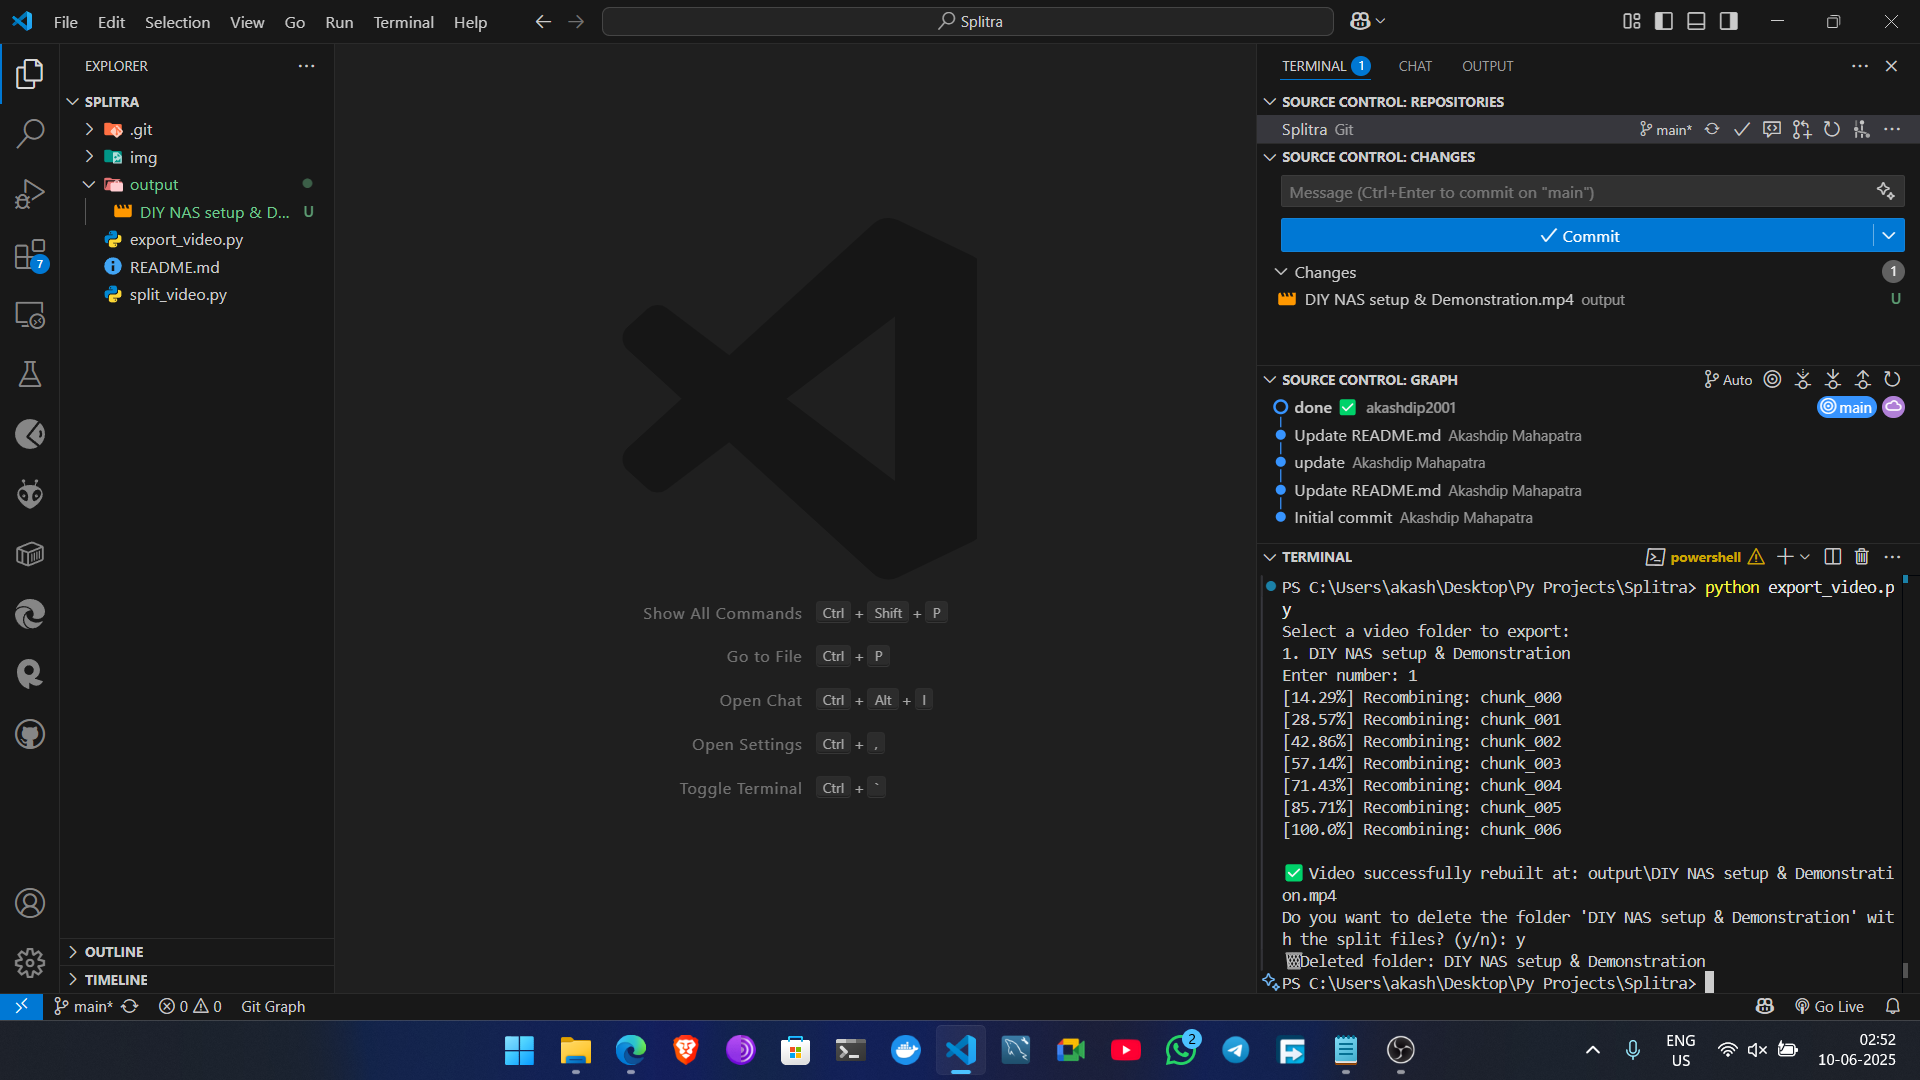 File Edit Selection View Go Run Terminal Help
Splitra
EXPLORER
SPLITRA
.git
img
output
DIY NAS setup & D... U
export_video.py
README.md
split_video.py
OUTLINE
TIMELINE
7
Show All Commands Ctrl + Shift + P
Go to File Ctrl + P
Open Chat Ctrl + Alt + I
Open Settings Ctrl + ,
Toggle Terminal Ctrl + `
TERMINAL 1 CHAT OUTPUT
SOURCE CONTROL: REPOSITORIES
Splitra Git main*
SOURCE CONTROL: CHANGES
Message (Ctrl+Enter to commit on "main")
Commit
Changes 1
DIY NAS setup & Demonstration.mp4 output U
SOURCE CONTROL: GRAPH Auto
done ✅ akashdip2001 main
Update README.md Akashdip Mahapatra
update Akashdip Mahapatra
Update README.md Akashdip Mahapatra
Initial commit Akashdip Mahapatra
TERMINAL powershell
PS C:\Users\akash\Desktop\Py Projects\Splitra> python export_video.p
y
Select a video folder to export:
1. DIY NAS setup & Demonstration
Enter number: 1
[14.29%] Recombining: chunk_000
[28.57%] Recombining: chunk_001
[42.86%] Recombining: chunk_002
[57.14%] Recombining: chunk_003
[71.43%] Recombining: chunk_004
[85.71%] Recombining: chunk_005
[100.0%] Recombining: chunk_006
✅ Video successfully rebuilt at: output\DIY NAS setup & Demonstrati
on.mp4
Do you want to delete the folder 'DIY NAS setup & Demonstration' wit
h the split files? (y/n): y
🗑Deleted folder: DIY NAS setup & Demonstration
PS C:\Users\akash\Desktop\Py Projects\Splitra>
main* 0 0 Git Graph Go Live
2
ENG
US
02:52
10-06-2025